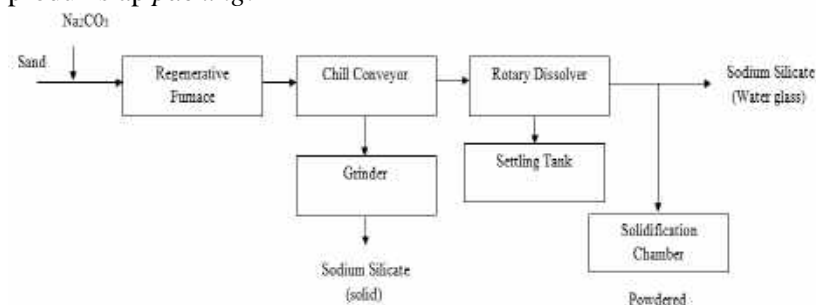 Na₂CO₃
Sand
Regenerative
Furnace
Chill Conveyor
Rotary Dissolver
Sodium Silicate
(Water glass)
Grinder
Settling Tank
Solidification
Chamber
Sodium Silicate
(solid)
Powdered